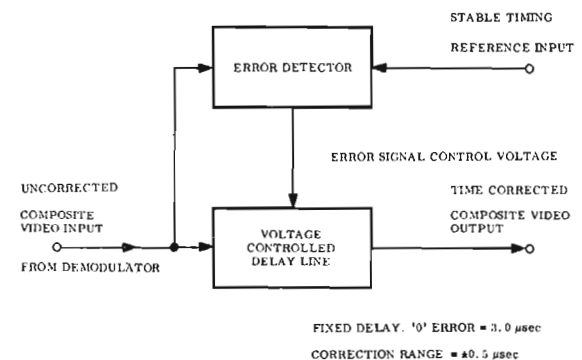 STABLE TIMING
REFERENCE INPUT
ERROR DETECTOR
ERROR SIGNAL CONTROL VOLTAGE
UNCORRECTED
COMPOSITE
VIDEO INPUT
FROM DEMODULATOR
VOLTAGE
CONTROLLED
DELAY LINE
TIME CORRECTED
COMPOSITE VIDEO
OUTPUT
FIXED DELAY. '0' ERROR = 3.0 µsec
CORRECTION RANGE = ±0.5 µsec